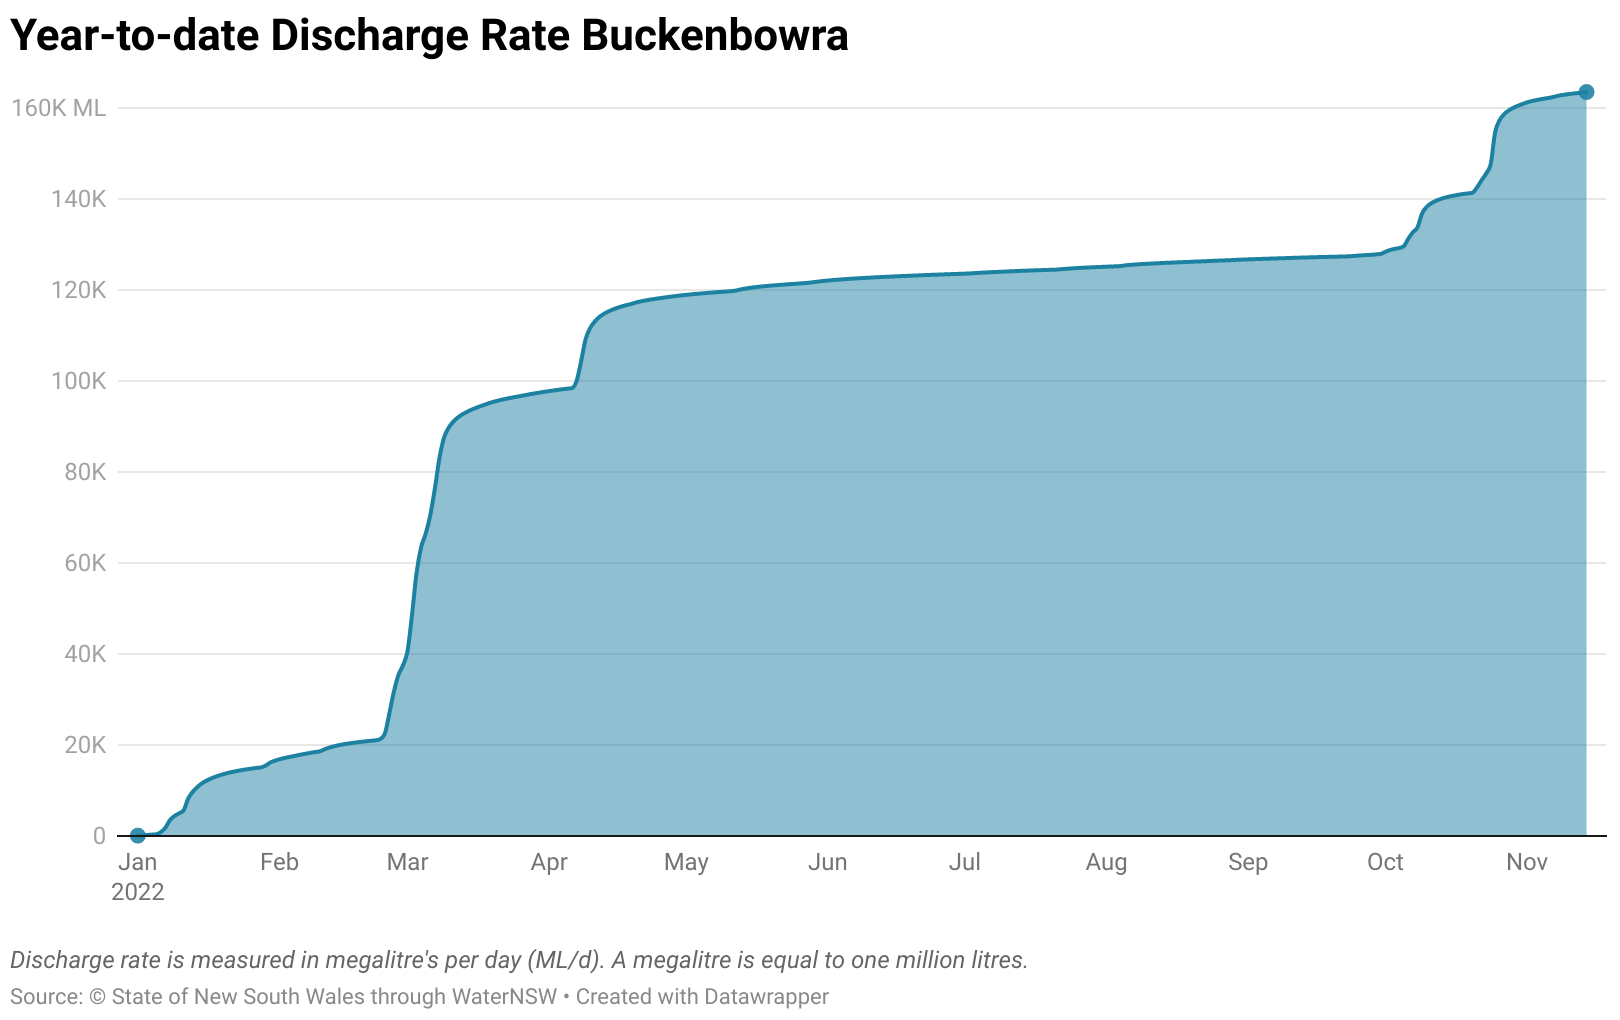 Year-to-date Discharge Rate Buckenbowra
160K ML
140K
120K
100K
80K
60K
40K
20K
0
Jan Feb Mar Apr May Jun Jul Aug Sep Oct Nov
2022
Discharge rate is measured in megalitre's per day (ML/d). A megalitre is equal to one million litres.
Source: © State of New South Wales through WaterNSW • Created with Datawrapper